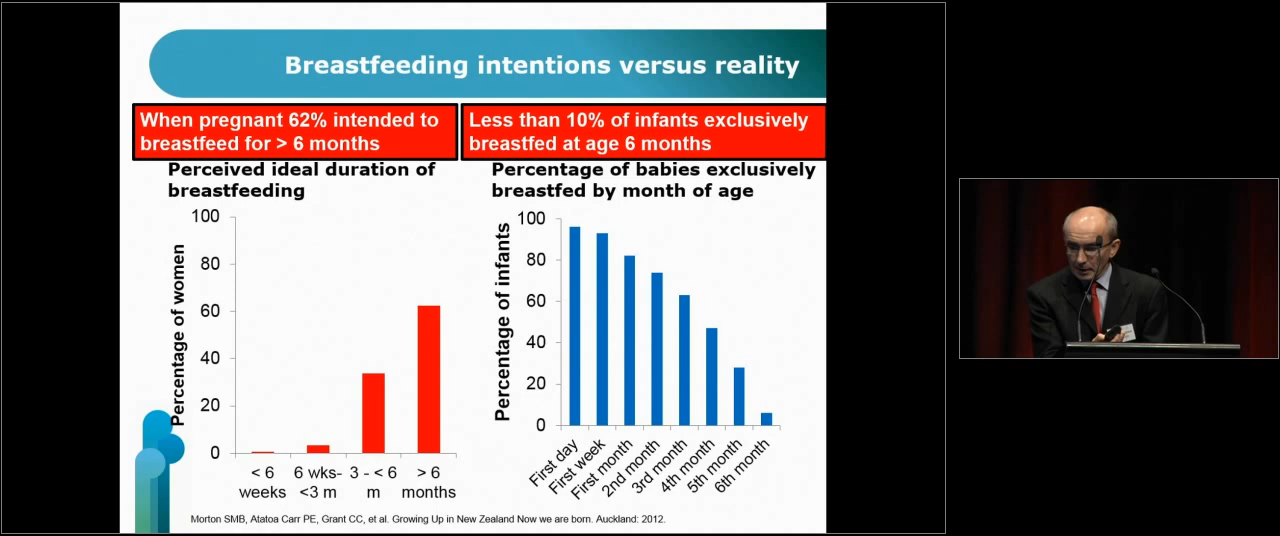 Breastfeeding intentions versus reality
When pregnant 62% intended to
breastfeed for > 6 months
Less than 10% of infants exclusively
breastfed at age 6 months
Perceived ideal duration of
breastfeeding
Percentage of women
100
80
60
40
20
0
< 6
weeks
6 wks-
<3 m
3 - < 6
m
> 6
months
Percentage of babies exclusively
breastfed by month of age
Percentage of infants
100
80
60
40
20
0
First day
First week
First month
2nd month
3rd month
4th month
5th month
6th month
Morton SMB, Atatoa Carr PE, Grant CC, et al. Growing Up in New Zealand Now we are born. Auckland: 2012.